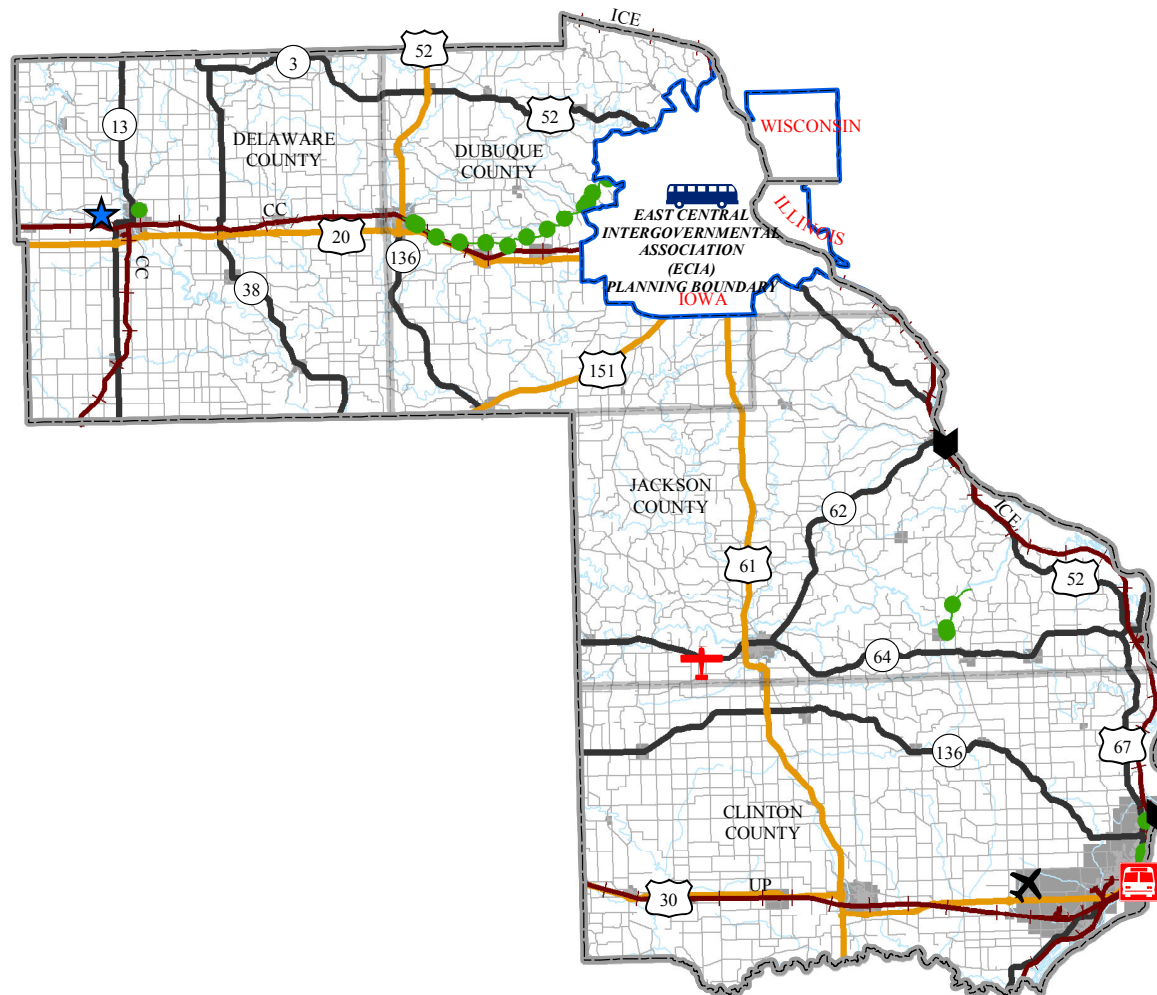 ICE
52
3
52
13
WISCONSIN
DELAWARE
COUNTY
DUBUQUE
COUNTY
CC
20
ILLINOIS
EAST CENTRAL
INTERGOVERNMENTAL
ASSOCIATION
(ECIA)
PLANNING BOUNDARY
IOWA
136
CC
38
151
JACKSON
COUNTY
62
ICE
61
52
64
136
67
CLINTON
COUNTY
UP
30